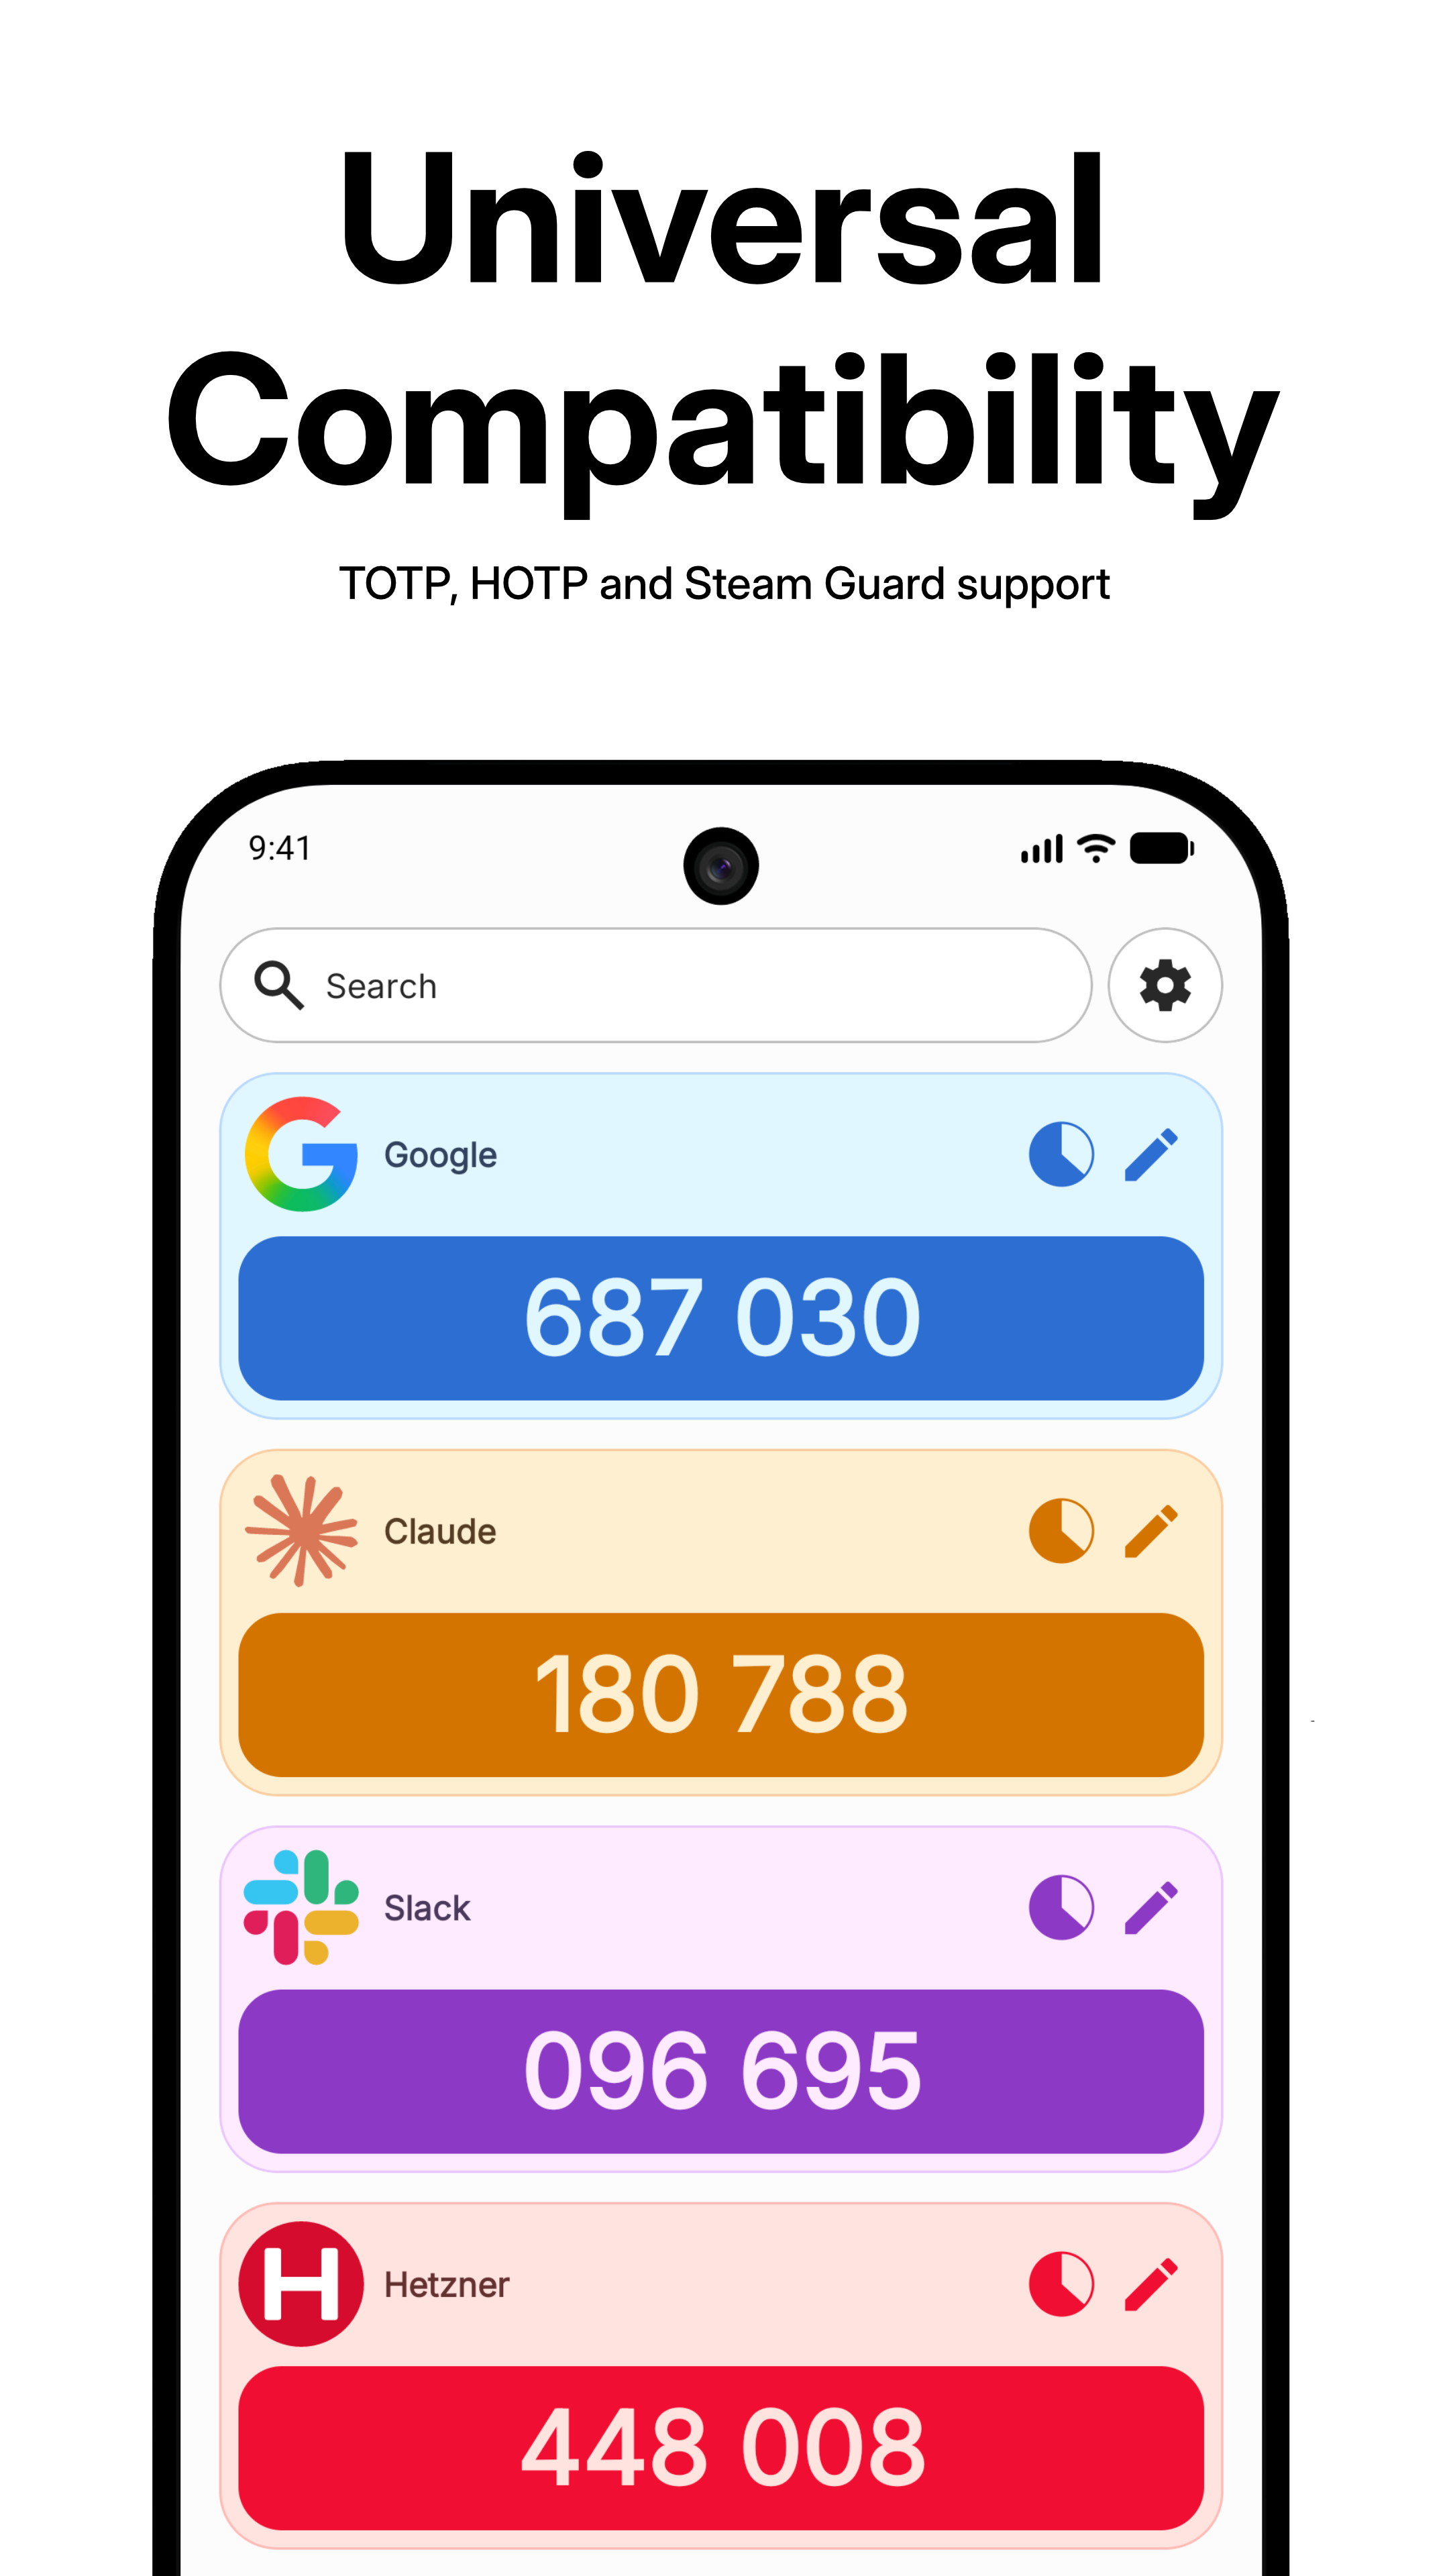 Universal
Compatibility
TOTP, HOTP and Steam Guard support
9:41
Search
Google
687 030
Claude
180 788
Slack
096 695
H
Hetzner
448 008